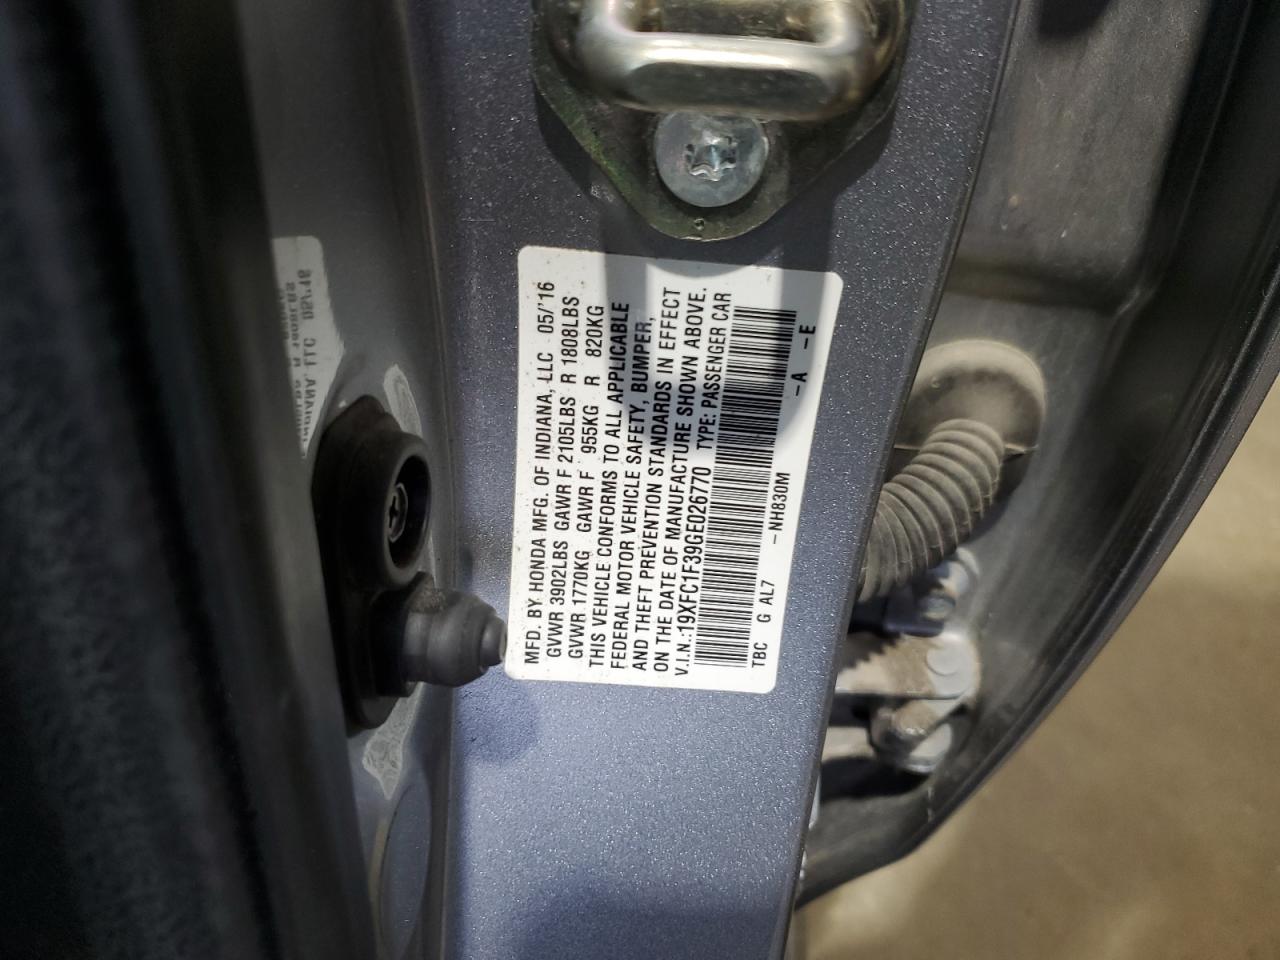 MFD. BY HONDA MFG. OF INDIANA, LLC 05/'16
GVWR 3902LBS GAWR F 2105LBS R 1808LBS
GVWR 1770KG GAWR F 955KG R 820KG
THIS VEHICLE CONFORMS TO ALL APPLICABLE
FEDERAL MOTOR VEHICLE SAFETY, BUMPER,
AND THEFT PREVENTION STANDARDS IN EFFECT
ON THE DATE OF MANUFACTURE SHOWN ABOVE.
V.I.N.:19XFC1F39GE026770 TYPE: PASSENGER CAR
TBC G AL7 -NH830M -A -E